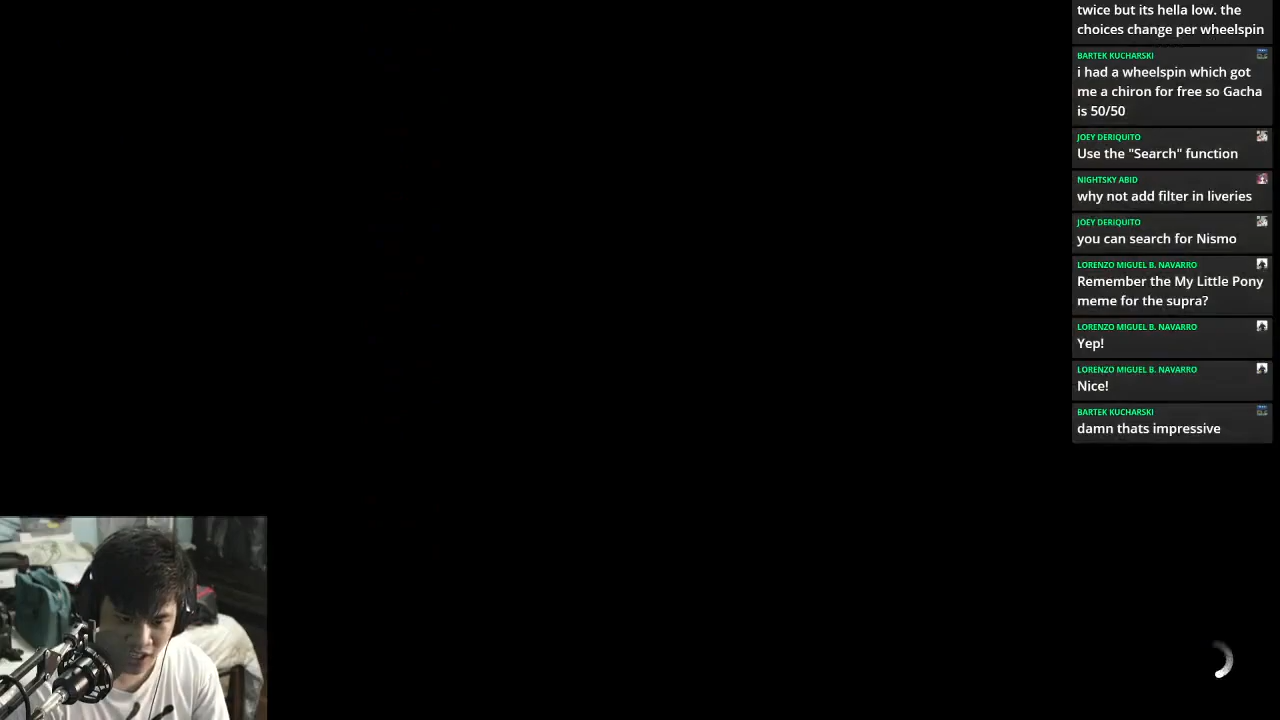 twice but its hella low. the
choices change per wheelspin
BARTEK KUCHARSKI
i had a wheelspin which got
me a chiron for free so Gacha
is 50/50
JOEY DERIQUITO
Use the "Search" function
NIGHTSKY ABID
why not add filter in liveries
JOEY DERIQUITO
you can search for Nismo
LORENZO MIGUEL B. NAVARRO
Remember the My Little Pony
meme for the supra?
LORENZO MIGUEL B. NAVARRO
Yep!
LORENZO MIGUEL B. NAVARRO
Nice!
BARTEK KUCHARSKI
damn thats impressive